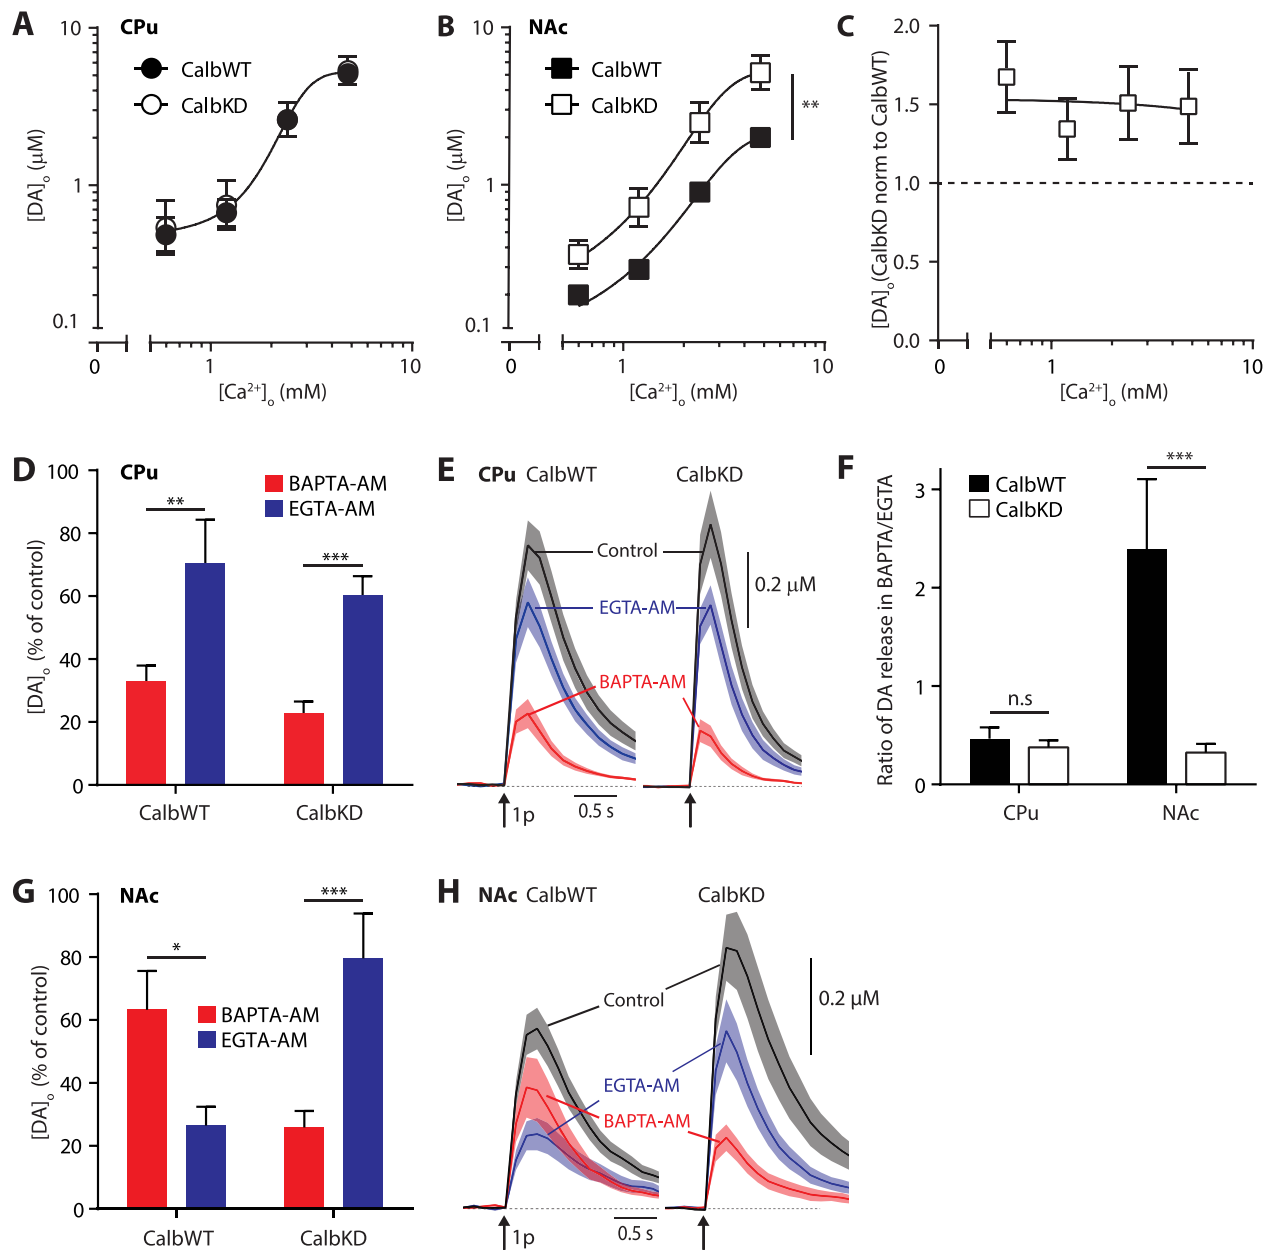 A
CPu
CalbWT
CalbKD
10
1
0.1
[DA]ₒ (μM)
0
1
10
[Ca²⁺]ₒ (mM)
B
NAc
CalbWT
CalbKD
**
10
1
0.1
[DA]ₒ (μM)
0
1
10
[Ca²⁺]ₒ (mM)
C
2.0
1.5
1.0
0.5
0.0
[DA]ₒ(CalbKD norm to CalbWT)
0
1
10
[Ca²⁺]ₒ (mM)
D
CPu
BAPTA-AM
EGTA-AM
**
***
100
80
60
40
20
0
[DA]ₒ (% of control)
CalbWT
CalbKD
E
CPu CalbWT
CalbKD
Control
0.2 μM
EGTA-AM
BAPTA-AM
1p
0.5 s
F
***
CalbWT
CalbKD
3
2
1
0
n.s
Ratio of DA release in BAPTA/EGTA
CPu
NAc
G
NAc
***
*
BAPTA-AM
EGTA-AM
100
80
60
40
20
0
[DA]ₒ (% of control)
CalbWT
CalbKD
H
NAc CalbWT
CalbKD
Control
0.2 μM
EGTA-AM
BAPTA-AM
1p
0.5 s